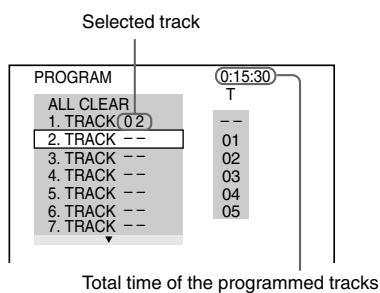 Selected track
PROGRAM 0:15:30
T
ALL CLEAR
1. TRACK 0 2 – –
2. TRACK – – 01
3. TRACK – – 02
4. TRACK – – 03
5. TRACK – – 04
6. TRACK – – 05
7. TRACK – –
Total time of the programmed tracks